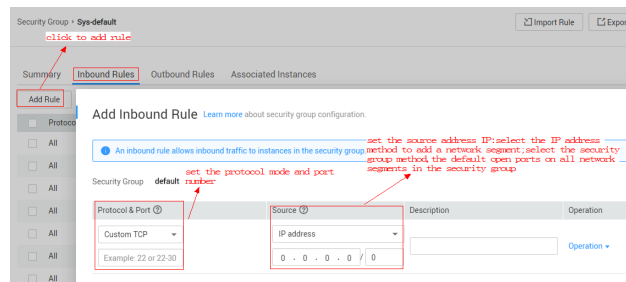 Security Group › Sys-default
Import Rule
Expor
click to add rule
Summary
Inbound Rules
Outbound Rules
Associated Instances
Add Rule
Protoco
Add Inbound Rule Learn more about security group configuration.
All
An inbound rule allows inbound traffic to instances in the security group
set the source address IP:select the IP address
method to add a network segment;select the security
group method,the default open ports on all network
segments in the security group
All
Security Group default
set the protocol mode and port
number
All
Protocol & Port
Source
Description
Operation
All
Custom TCP
IP address
All
Operation
Example: 22 or 22-30
0 . 0 . 0 . 0 / 0
All
All